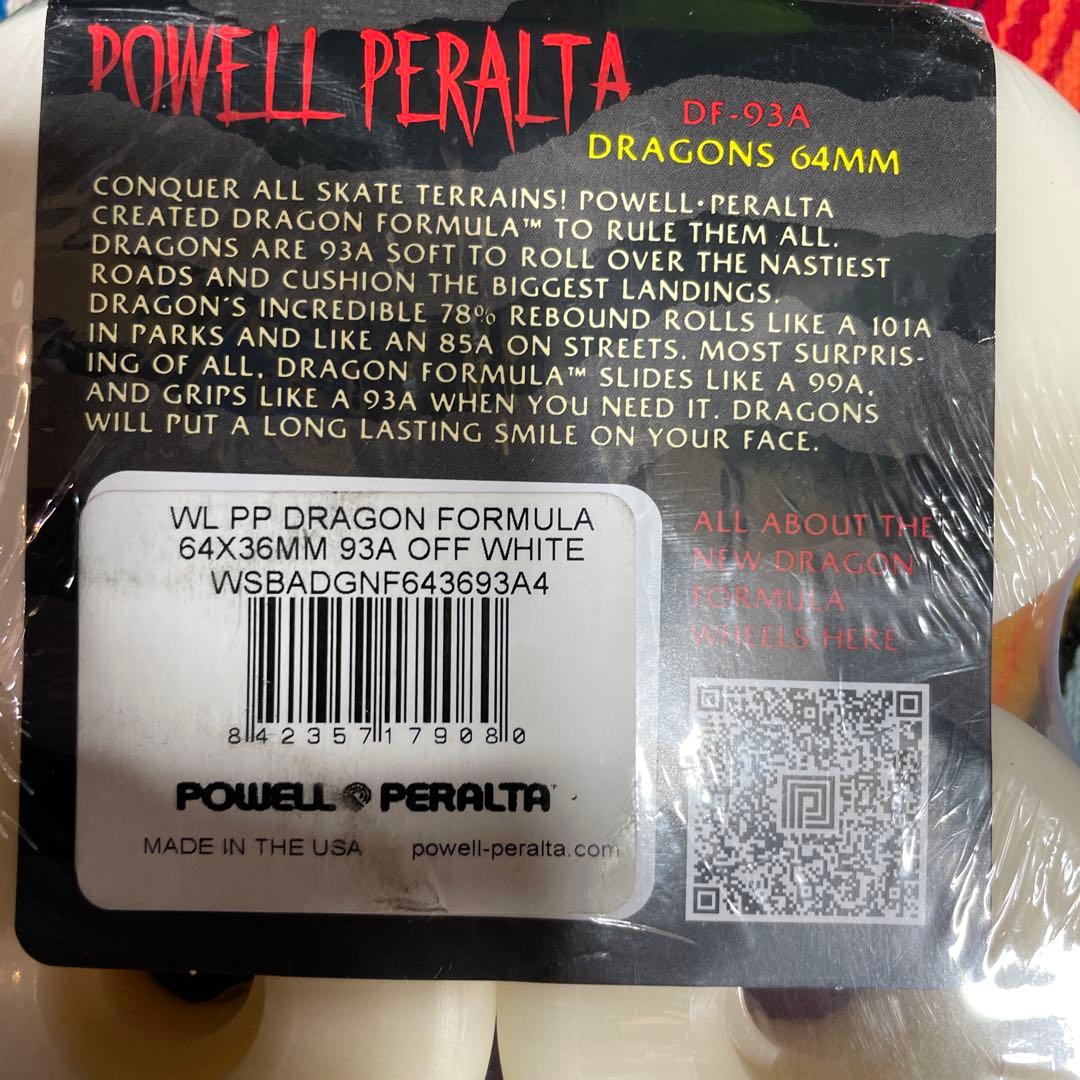 POWELL PERALTA
DF-93A
DRAGONS 64MM
CONQUER ALL SKATE TERRAINS! POWELL•PERALTA
CREATED DRAGON FORMULA™ TO RULE THEM ALL.
DRAGONS ARE 93A SOFT TO ROLL OVER THE NASTIEST
ROADS AND CUSHION THE BIGGEST LANDINGS.
DRAGON'S INCREDIBLE 78% REBOUND ROLLS LIKE A 101A
IN PARKS AND LIKE AN 85A ON STREETS. MOST SURPRIS-
ING OF ALL, DRAGON FORMULA™ SLIDES LIKE A 99A,
AND GRIPS LIKE A 93A WHEN YOU NEED IT. DRAGONS
WILL PUT A LONG LASTING SMILE ON YOUR FACE.
WL PP DRAGON FORMULA
64X36MM 93A OFF WHITE
WSBADGNF643693A4
8 42357 17908 0
POWELL PERALTA
MADE IN THE USA powell-peralta.com
ALL ABOUT THE
NEW DRAGON
FORMULA
WHEELS HERE: